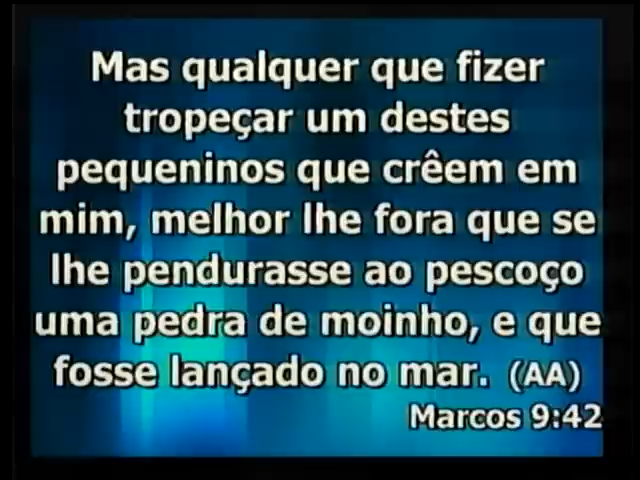 Mas qualquer que fizer
tropeçar um destes
pequeninos que crêem em
mim, melhor lhe fora que se
lhe pendurasse ao pescoço
uma pedra de moinho, e que
fosse lançado no mar. (AA)
Marcos 9:42